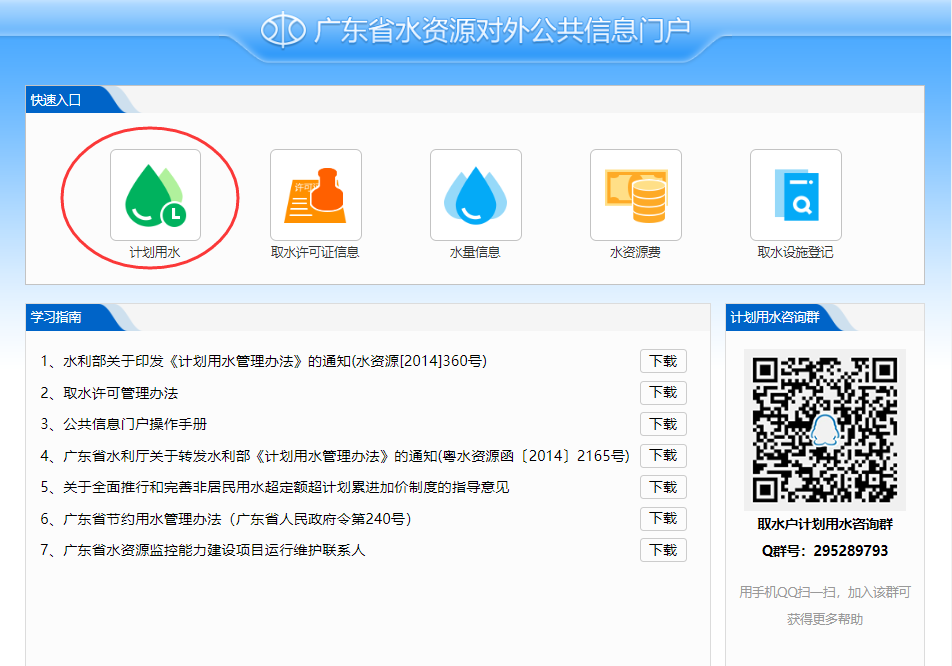 广东省水资源对外公共信息门户
快速入口
许可证
计划用水
取水许可证信息
水量信息
水资源费
取水设施登记
学习指南
1、水利部关于印发《计划用水管理办法》的通知(水资源[2014]360号)
下载
2、取水许可管理办法
下载
3、公共信息门户操作手册
下载
4、广东省水利厅关于转发水利部《计划用水管理办法》的通知(粤水资源函〔2014〕2165号)
下载
5、关于全面推行和完善非居民用水超定额超计划累进加价制度的指导意见
下载
6、广东省节约用水管理办法（广东省人民政府令第240号）
下载
7、广东省水资源监控能力建设项目运行维护联系人
下载
计划用水咨询群
取水户计划用水咨询群
Q群号：295289793
用手机QQ扫一扫，加入该群可
获得更多帮助